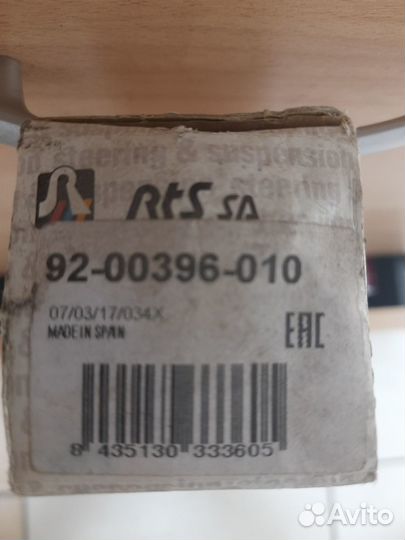 steering & suspension
RTS SA
steering
92-00396-010
07/03/17/034X
MADE IN SPAIN
EAC
8 435130 333605
Avito